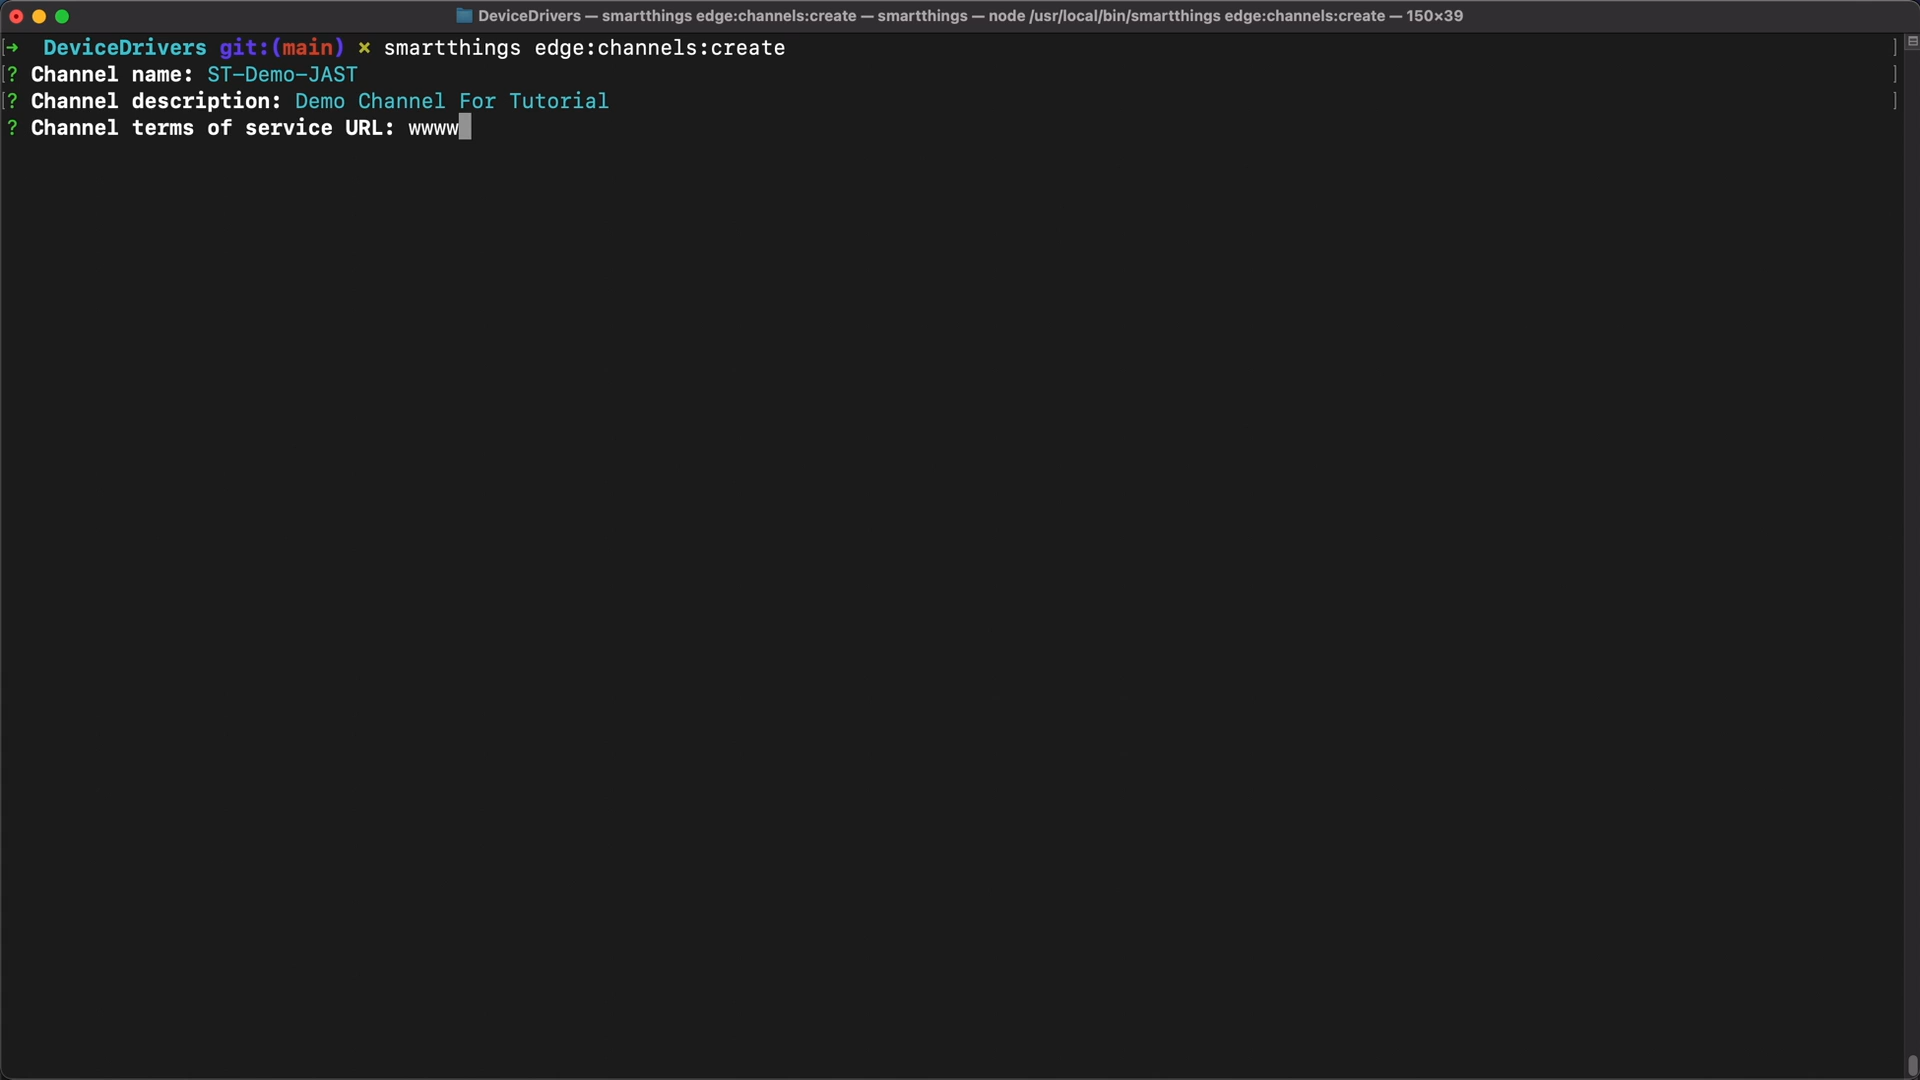 DeviceDrivers — smartthings edge:channels:create — smartthings — node /usr/local/bin/smartthings edge:channels:create — 150×39
[➜  DeviceDrivers git:(main) ✗ smartthings edge:channels:create ]
[? Channel name: ST-Demo-JAST ]
[? Channel description: Demo Channel For Tutorial ]
? Channel terms of service URL: wwww